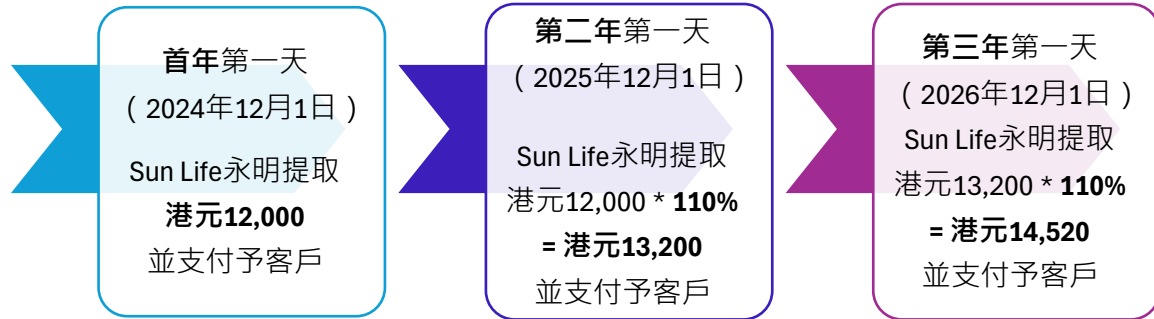 首年第一天
（2024年12月1日）
Sun Life永明提取
港元12,000
並支付予客戶
第二年第一天
（2025年12月1日）
Sun Life永明提取
港元12,000 * 110%
= 港元13,200
並支付予客戶
第三年第一天
（2026年12月1日）
Sun Life永明提取
港元13,200 * 110%
= 港元14,520
並支付予客戶